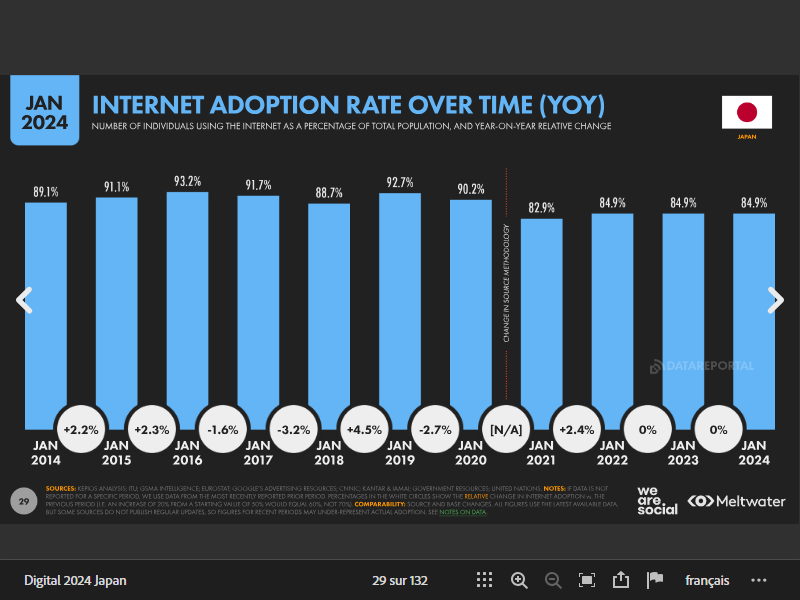 JAN
2024
INTERNET ADOPTION RATE OVER TIME (YOY)
NUMBER OF INDIVIDUALS USING THE INTERNET AS A PERCENTAGE OF TOTAL POPULATION, AND YEAR-ON-YEAR RELATIVE CHANGE
JAPAN
89.1%
91.1%
93.2%
91.7%
88.7%
92.7%
90.2%
82.9%
84.9%
84.9%
84.9%
CHANGE IN SOURCE METHODOLOGY
DATAREPORTAL
+2.2%
+2.3%
-1.6%
-3.2%
+4.5%
-2.7%
[N/A]
+2.4%
0%
0%
JAN
2014
JAN
2015
JAN
2016
JAN
2017
JAN
2018
JAN
2019
JAN
2020
JAN
2021
JAN
2022
JAN
2023
JAN
2024
29
SOURCES: KEPIOS ANALYSIS; ITU; GSMA INTELLIGENCE; EUROSTAT; GOOGLE'S ADVERTISING RESOURCES; CNNIC; KANTAR & IAMAI; GOVERNMENT RESOURCES; UNITED NATIONS. NOTES: IF DATA IS NOT
REPORTED FOR A SPECIFIC PERIOD, WE USE DATA FROM THE MOST RECENTLY REPORTED PRIOR PERIOD. PERCENTAGES IN THE WHITE CIRCLES SHOW THE RELATIVE CHANGE IN INTERNET ADOPTION vs. THE
PREVIOUS PERIOD (I.E. AN INCREASE OF 20% FROM A STARTING VALUE OF 50% WOULD EQUAL 60%, NOT 70%). COMPARABILITY: SOURCE AND BASE CHANGES. ALL FIGURES USE THE LATEST AVAILABLE DATA,
BUT SOME SOURCES DO NOT PUBLISH REGULAR UPDATES, SO FIGURES FOR RECENT PERIODS MAY UNDER-REPRESENT ACTUAL ADOPTION. SEE NOTES ON DATA.
we
are.
social
Meltwater
Digital 2024 Japan
29 sur 132
français